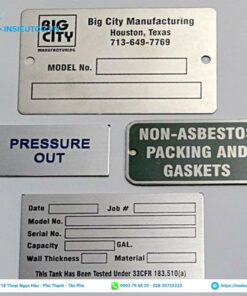 BIG
CITY
MANUFACTURING
Big City Manufacturing
Houston, Texas
713-649-7769
MODEL No.
PRESSURE
OUT
NON-ASBESTOS
PACKING AND
GASKETS
Date Job #
Model No.
Serial No.
Capacity GAL.
Wall Thickness Material
This Tank Has Been Tested Under 33CFR 183.510(a)